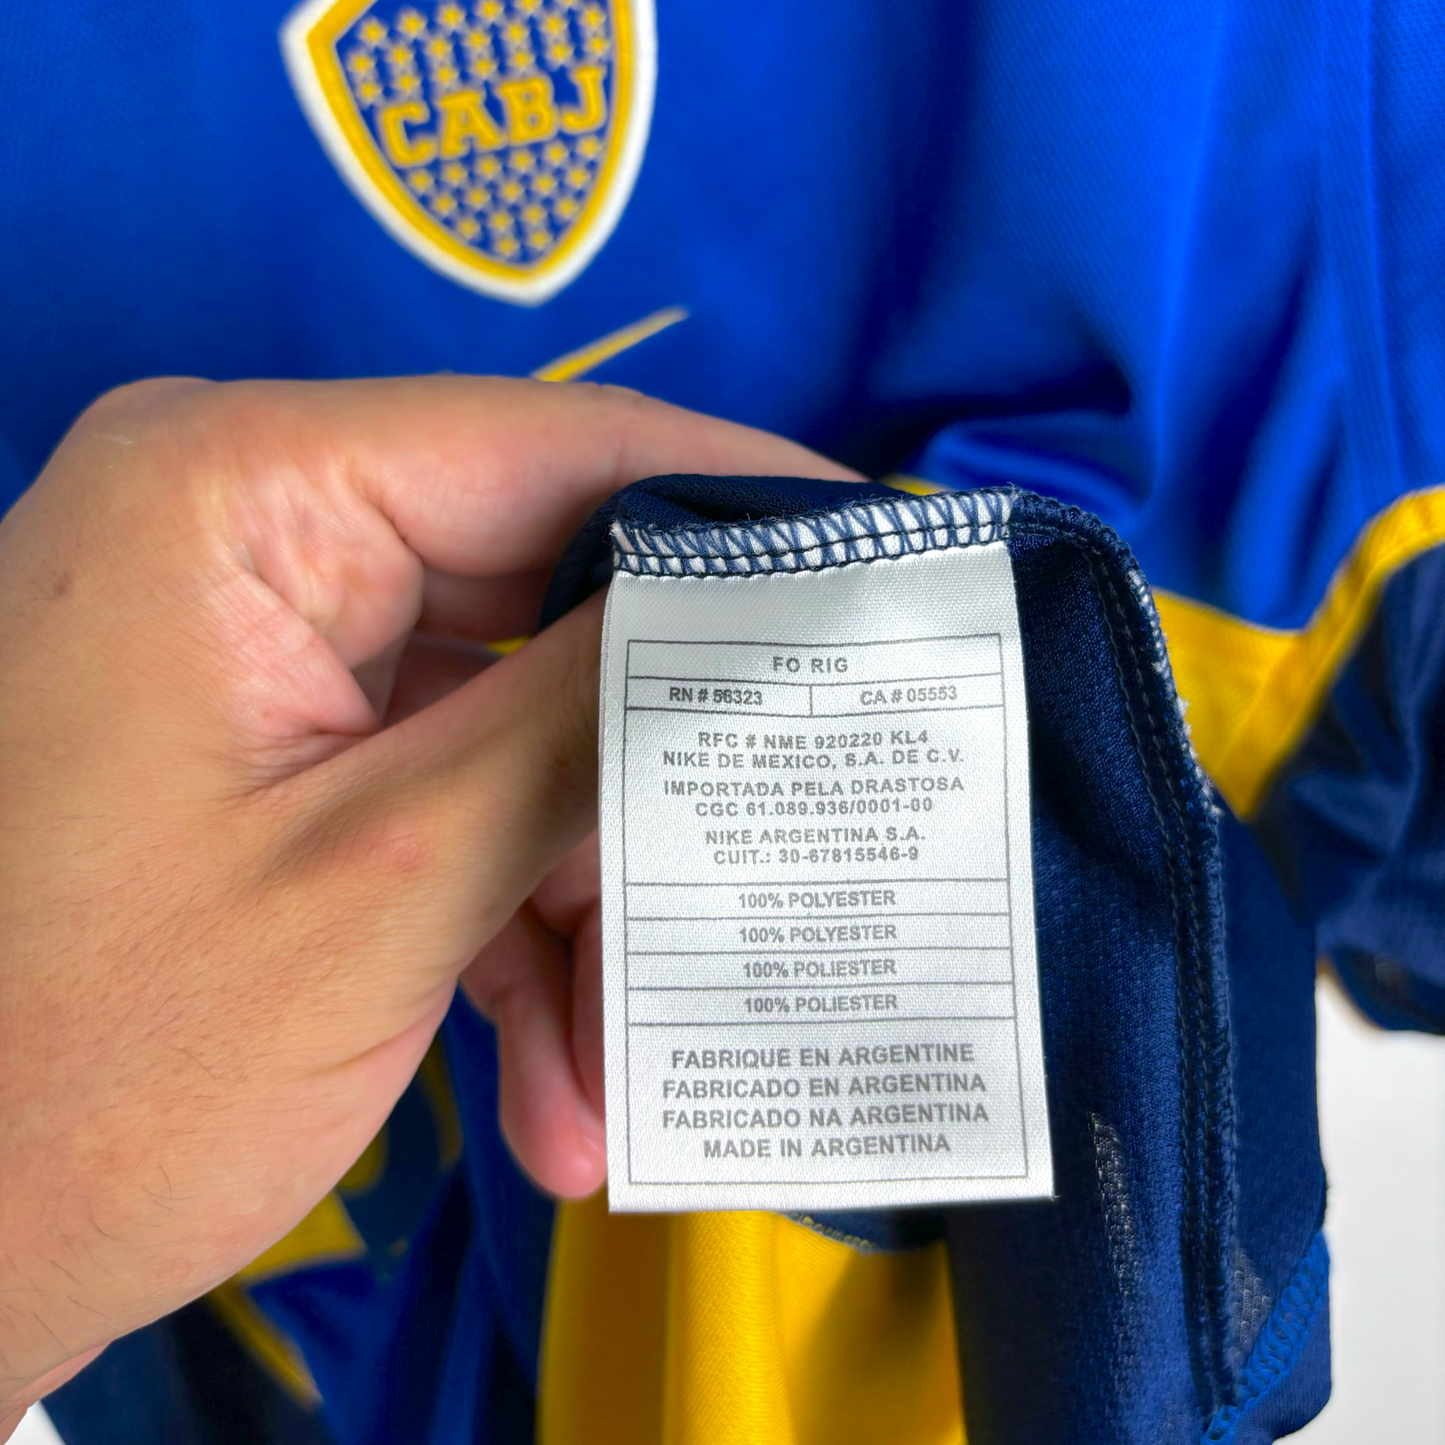 CABJ
FO RIG
RN # 56323 CA # 05553
RFC # NME 920220 KL4
NIKE DE MEXICO, S.A. DE C.V.
IMPORTADA PELA DRASTOSA
CGC 61.089.936/0001-00
NIKE ARGENTINA S.A.
CUIT.: 30-67815546-9
100% POLYESTER
100% POLYESTER
100% POLIESTER
100% POLIESTER
FABRIQUE EN ARGENTINE
FABRICADO EN ARGENTINA
FABRICADO NA ARGENTINA
MADE IN ARGENTINA